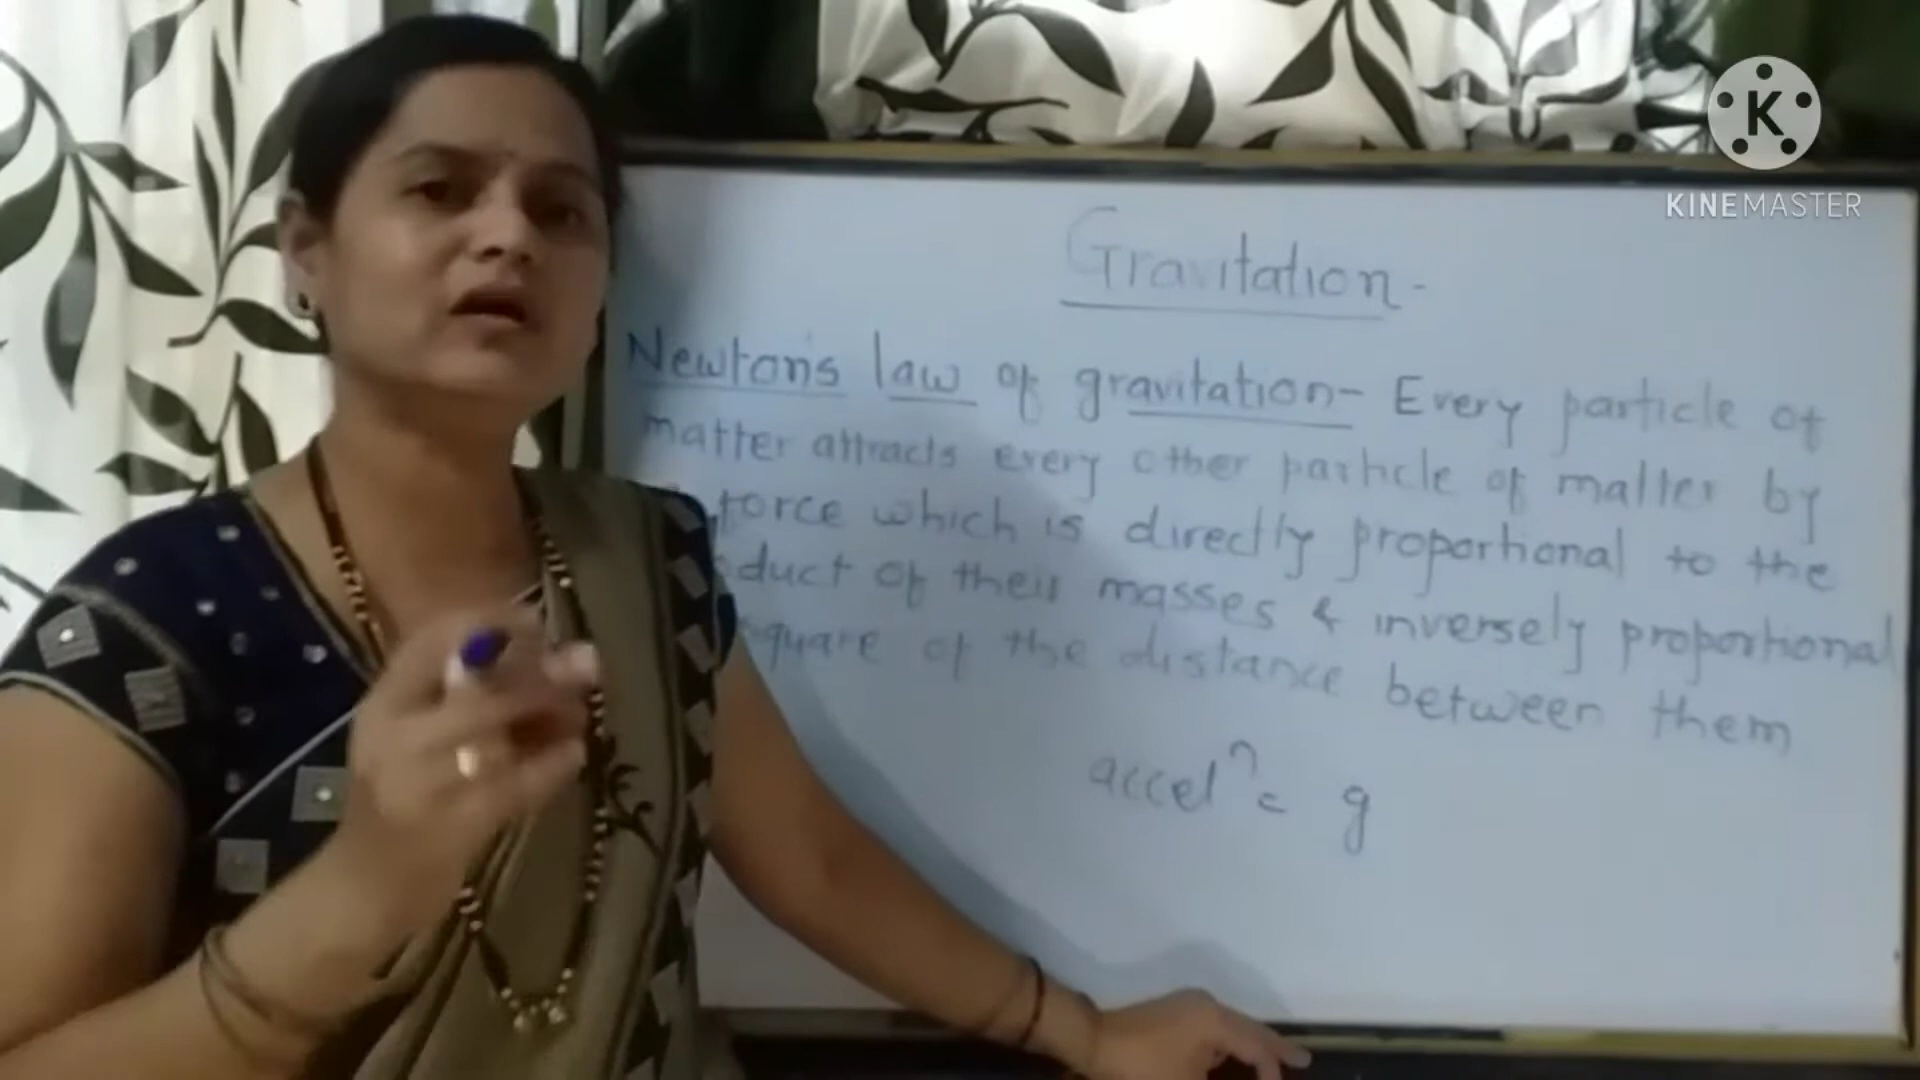 K
KINEMASTER
Gravitation -
Newton's law of gravitation - Every particle of
matter attracts every other particle of matter by
force which is directly proportional to the
duct of their masses & inversely proportional
square of the distance between them
accelⁿ = g